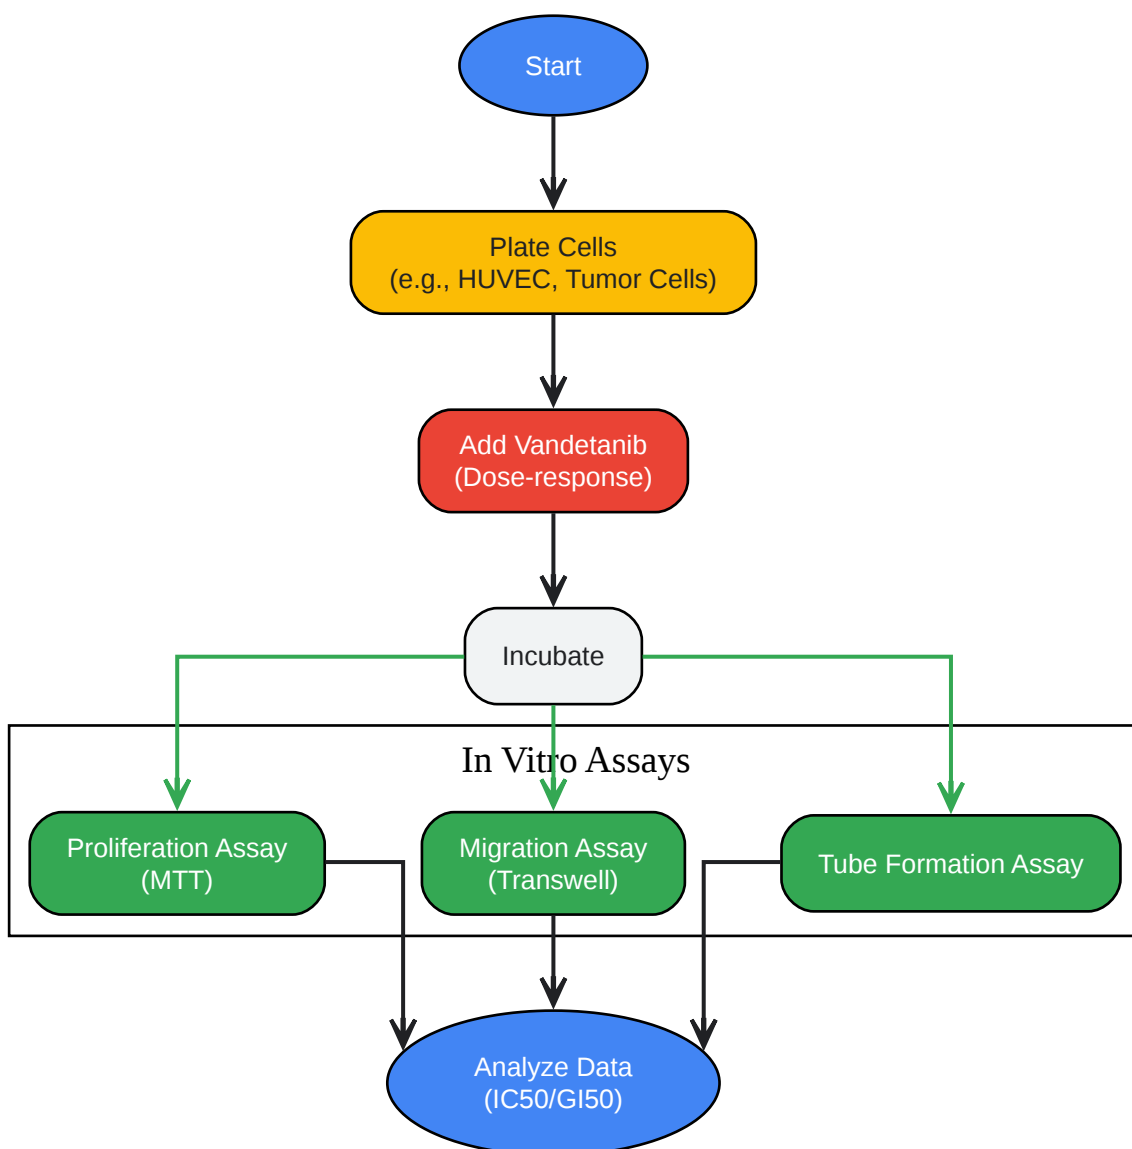 Start
Plate Cells
(e.g., HUVEC, Tumor Cells)
Add Vandetanib
(Dose-response)
Incubate
In Vitro Assays
Proliferation Assay
(MTT)
Migration Assay
(Transwell)
Tube Formation Assay
Analyze Data
(IC50/GI50)